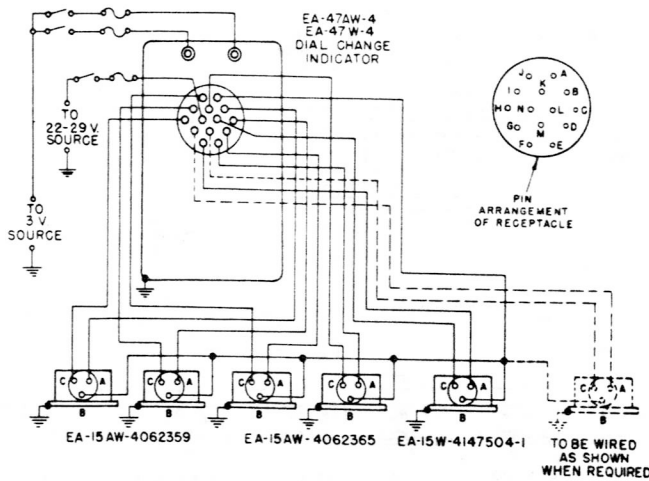 EA-47AW-4
EA-47W-4
DIAL CHANGE
INDICATOR
TO
22-29 V.
SOURCE
TO
3 V
SOURCE
J A
K
I B
H N L C
G M D
F E
PIN
ARRANGEMENT
OF RECEPTACLE
C A
B
C A
B
C A
B
C A
B
C A
B
C A
B
EA-15AW-4062359
EA-15AW-4062365
EA-15W-4147504-1
TO BE WIRED
AS SHOWN
WHEN REQUIRED